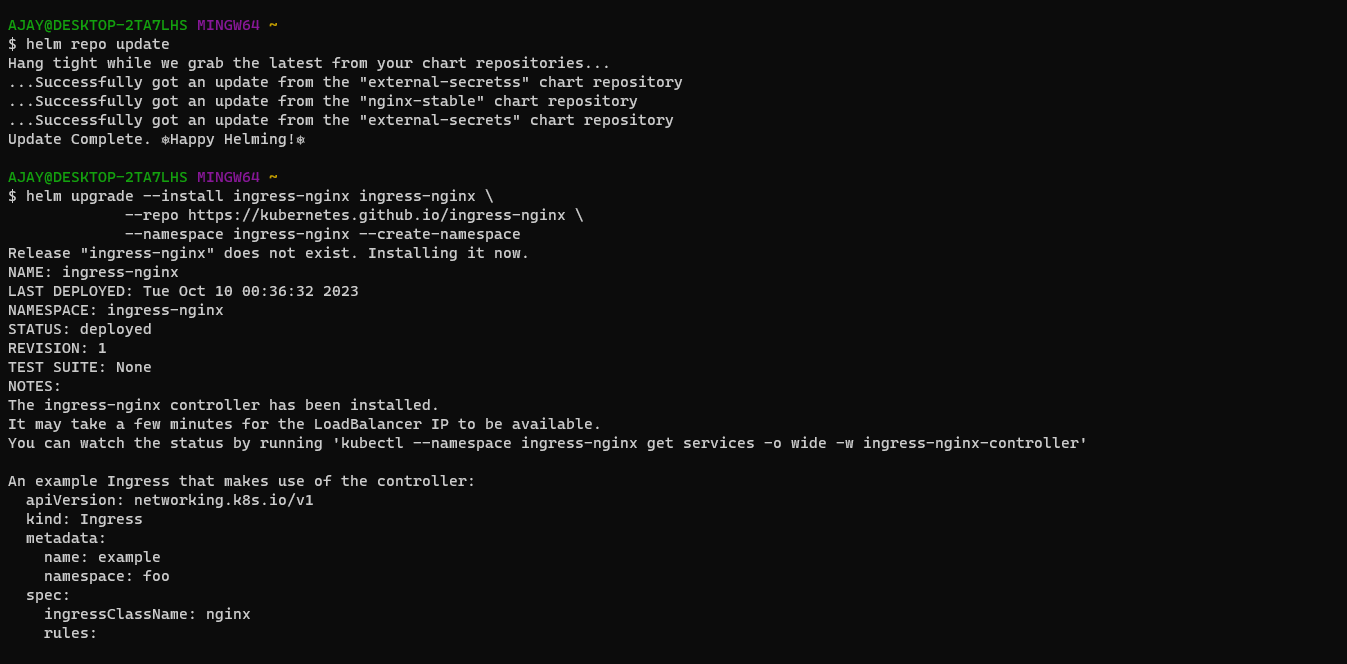 AJAY@DESKTOP-2TA7LHS MINGW64 ~
$ helm repo update
Hang tight while we grab the latest from your chart repositories...
...Successfully got an update from the "external-secretss" chart repository
...Successfully got an update from the "nginx-stable" chart repository
...Successfully got an update from the "external-secrets" chart repository
Update Complete. ⎈Happy Helming!⎈
AJAY@DESKTOP-2TA7LHS MINGW64 ~
$ helm upgrade --install ingress-nginx ingress-nginx \
             --repo https://kubernetes.github.io/ingress-nginx \
             --namespace ingress-nginx --create-namespace
Release "ingress-nginx" does not exist. Installing it now.
NAME: ingress-nginx
LAST DEPLOYED: Tue Oct 10 00:36:32 2023
NAMESPACE: ingress-nginx
STATUS: deployed
REVISION: 1
TEST SUITE: None
NOTES:
The ingress-nginx controller has been installed.
It may take a few minutes for the LoadBalancer IP to be available.
You can watch the status by running 'kubectl --namespace ingress-nginx get services -o wide -w ingress-nginx-controller'
An example Ingress that makes use of the controller:
  apiVersion: networking.k8s.io/v1
  kind: Ingress
  metadata:
    name: example
    namespace: foo
  spec:
    ingressClassName: nginx
    rules: